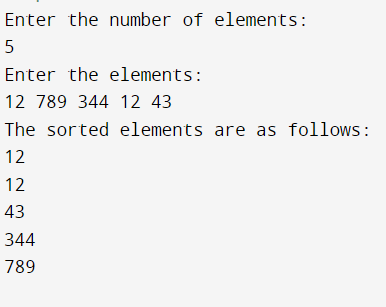 Enter the number of elements:
5
Enter the elements:
12 789 344 12 43
The sorted elements are as follows:
12
12
43
344
789